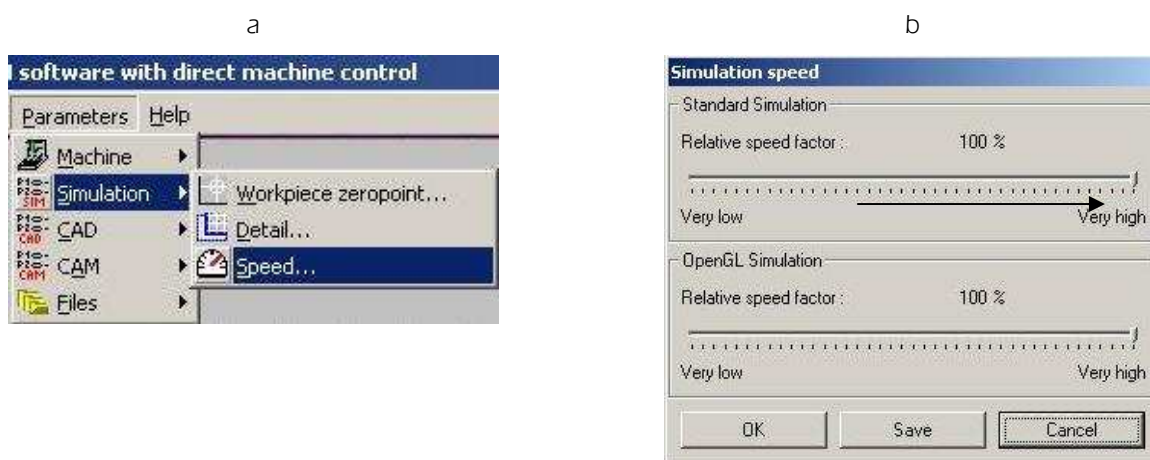 a
b
software with direct machine control
Parameters Help
Machine
Simulation
CAD
CAM
Files
Workpiece zeropoint...
Detail...
Speed...
Simulation speed
Standard Simulation
Relative speed factor : 100 %
Very low Very high
OpenGL Simulation
Relative speed factor : 100 %
Very low Very high
OK Save Cancel